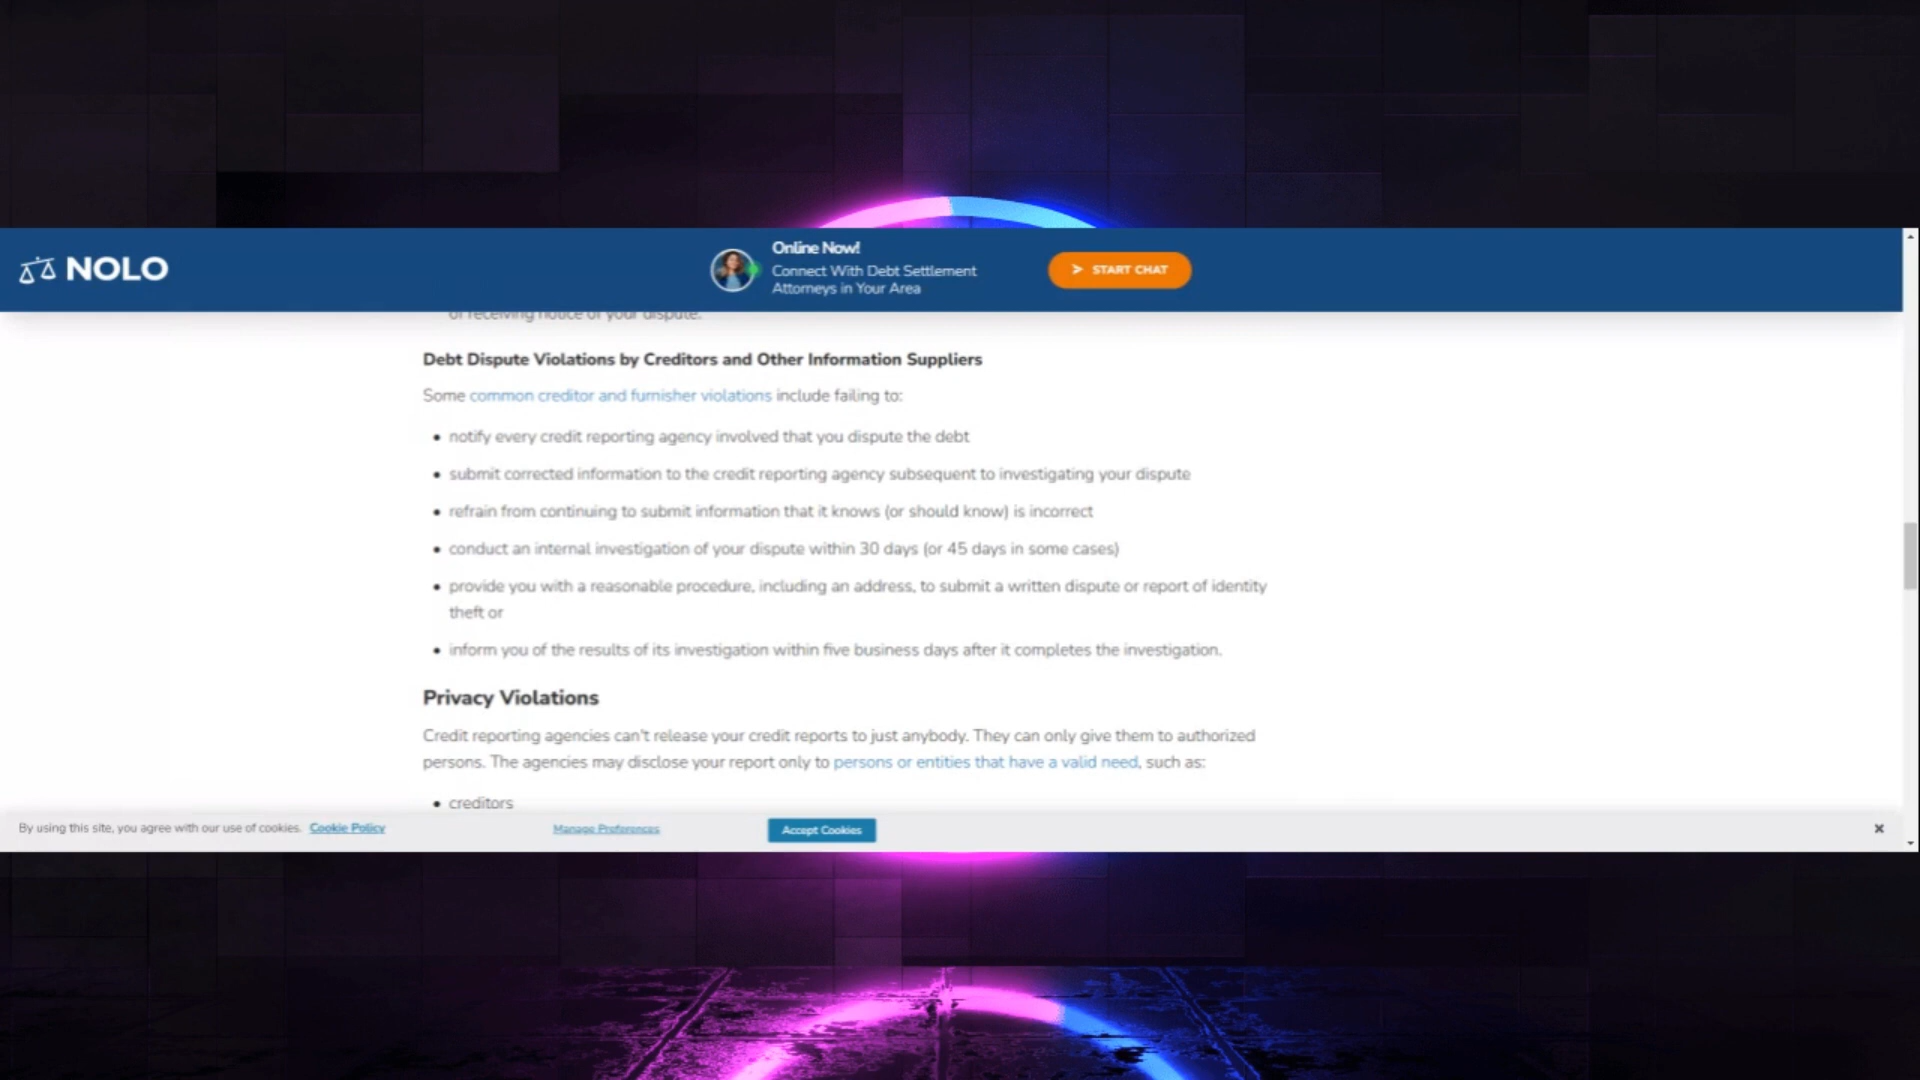 NOLO
Online Now!
Connect With Debt Settlement
Attorneys in Your Area
START CHAT
of receiving notice of your dispute.
Debt Dispute Violations by Creditors and Other Information Suppliers
Some common creditor and furnisher violations include failing to:
• notify every credit reporting agency involved that you dispute the debt
• submit corrected information to the credit reporting agency subsequent to investigating your dispute
• refrain from continuing to submit information that it knows (or should know) is incorrect
• conduct an internal investigation of your dispute within 30 days (or 45 days in some cases)
• provide you with a reasonable procedure, including an address, to submit a written dispute or report of identity
theft or
• inform you of the results of its investigation within five business days after it completes the investigation.
Privacy Violations
Credit reporting agencies can't release your credit reports to just anybody. They can only give them to authorized
persons. The agencies may disclose your report only to persons or entities that have a valid need, such as:
• creditors
By using this site, you agree with our use of cookies. Cookie Policy
Manage Preferences
Accept Cookies